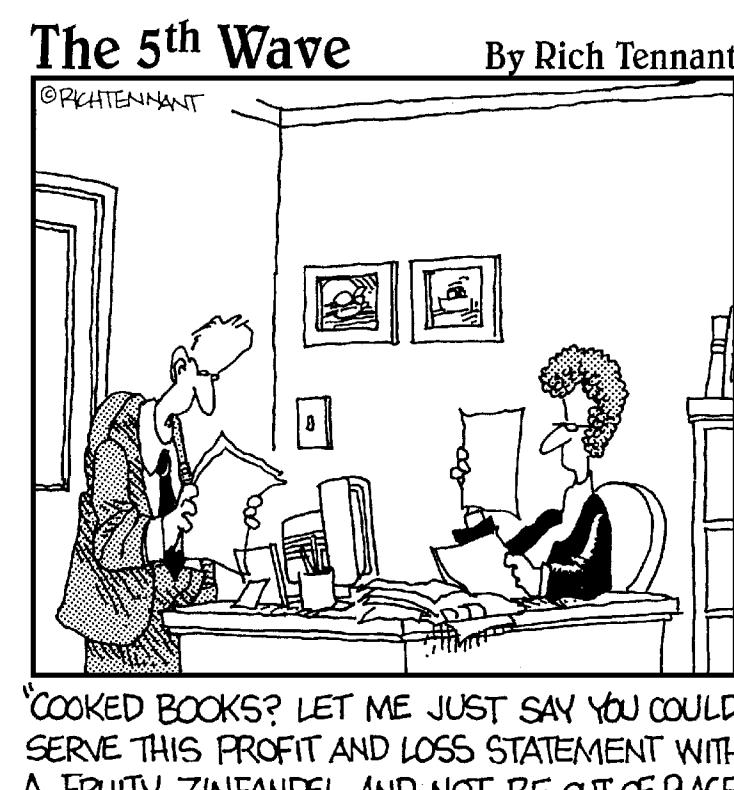 The 5th Wave
By Rich Tennant
©RICHTENNANT
"COOKED BOOKS? LET ME JUST SAY YOU COULD
SERVE THIS PROFIT AND LOSS STATEMENT WITH
A FRUITY ZINFANDEL AND NOT BE OUT OF PLACE